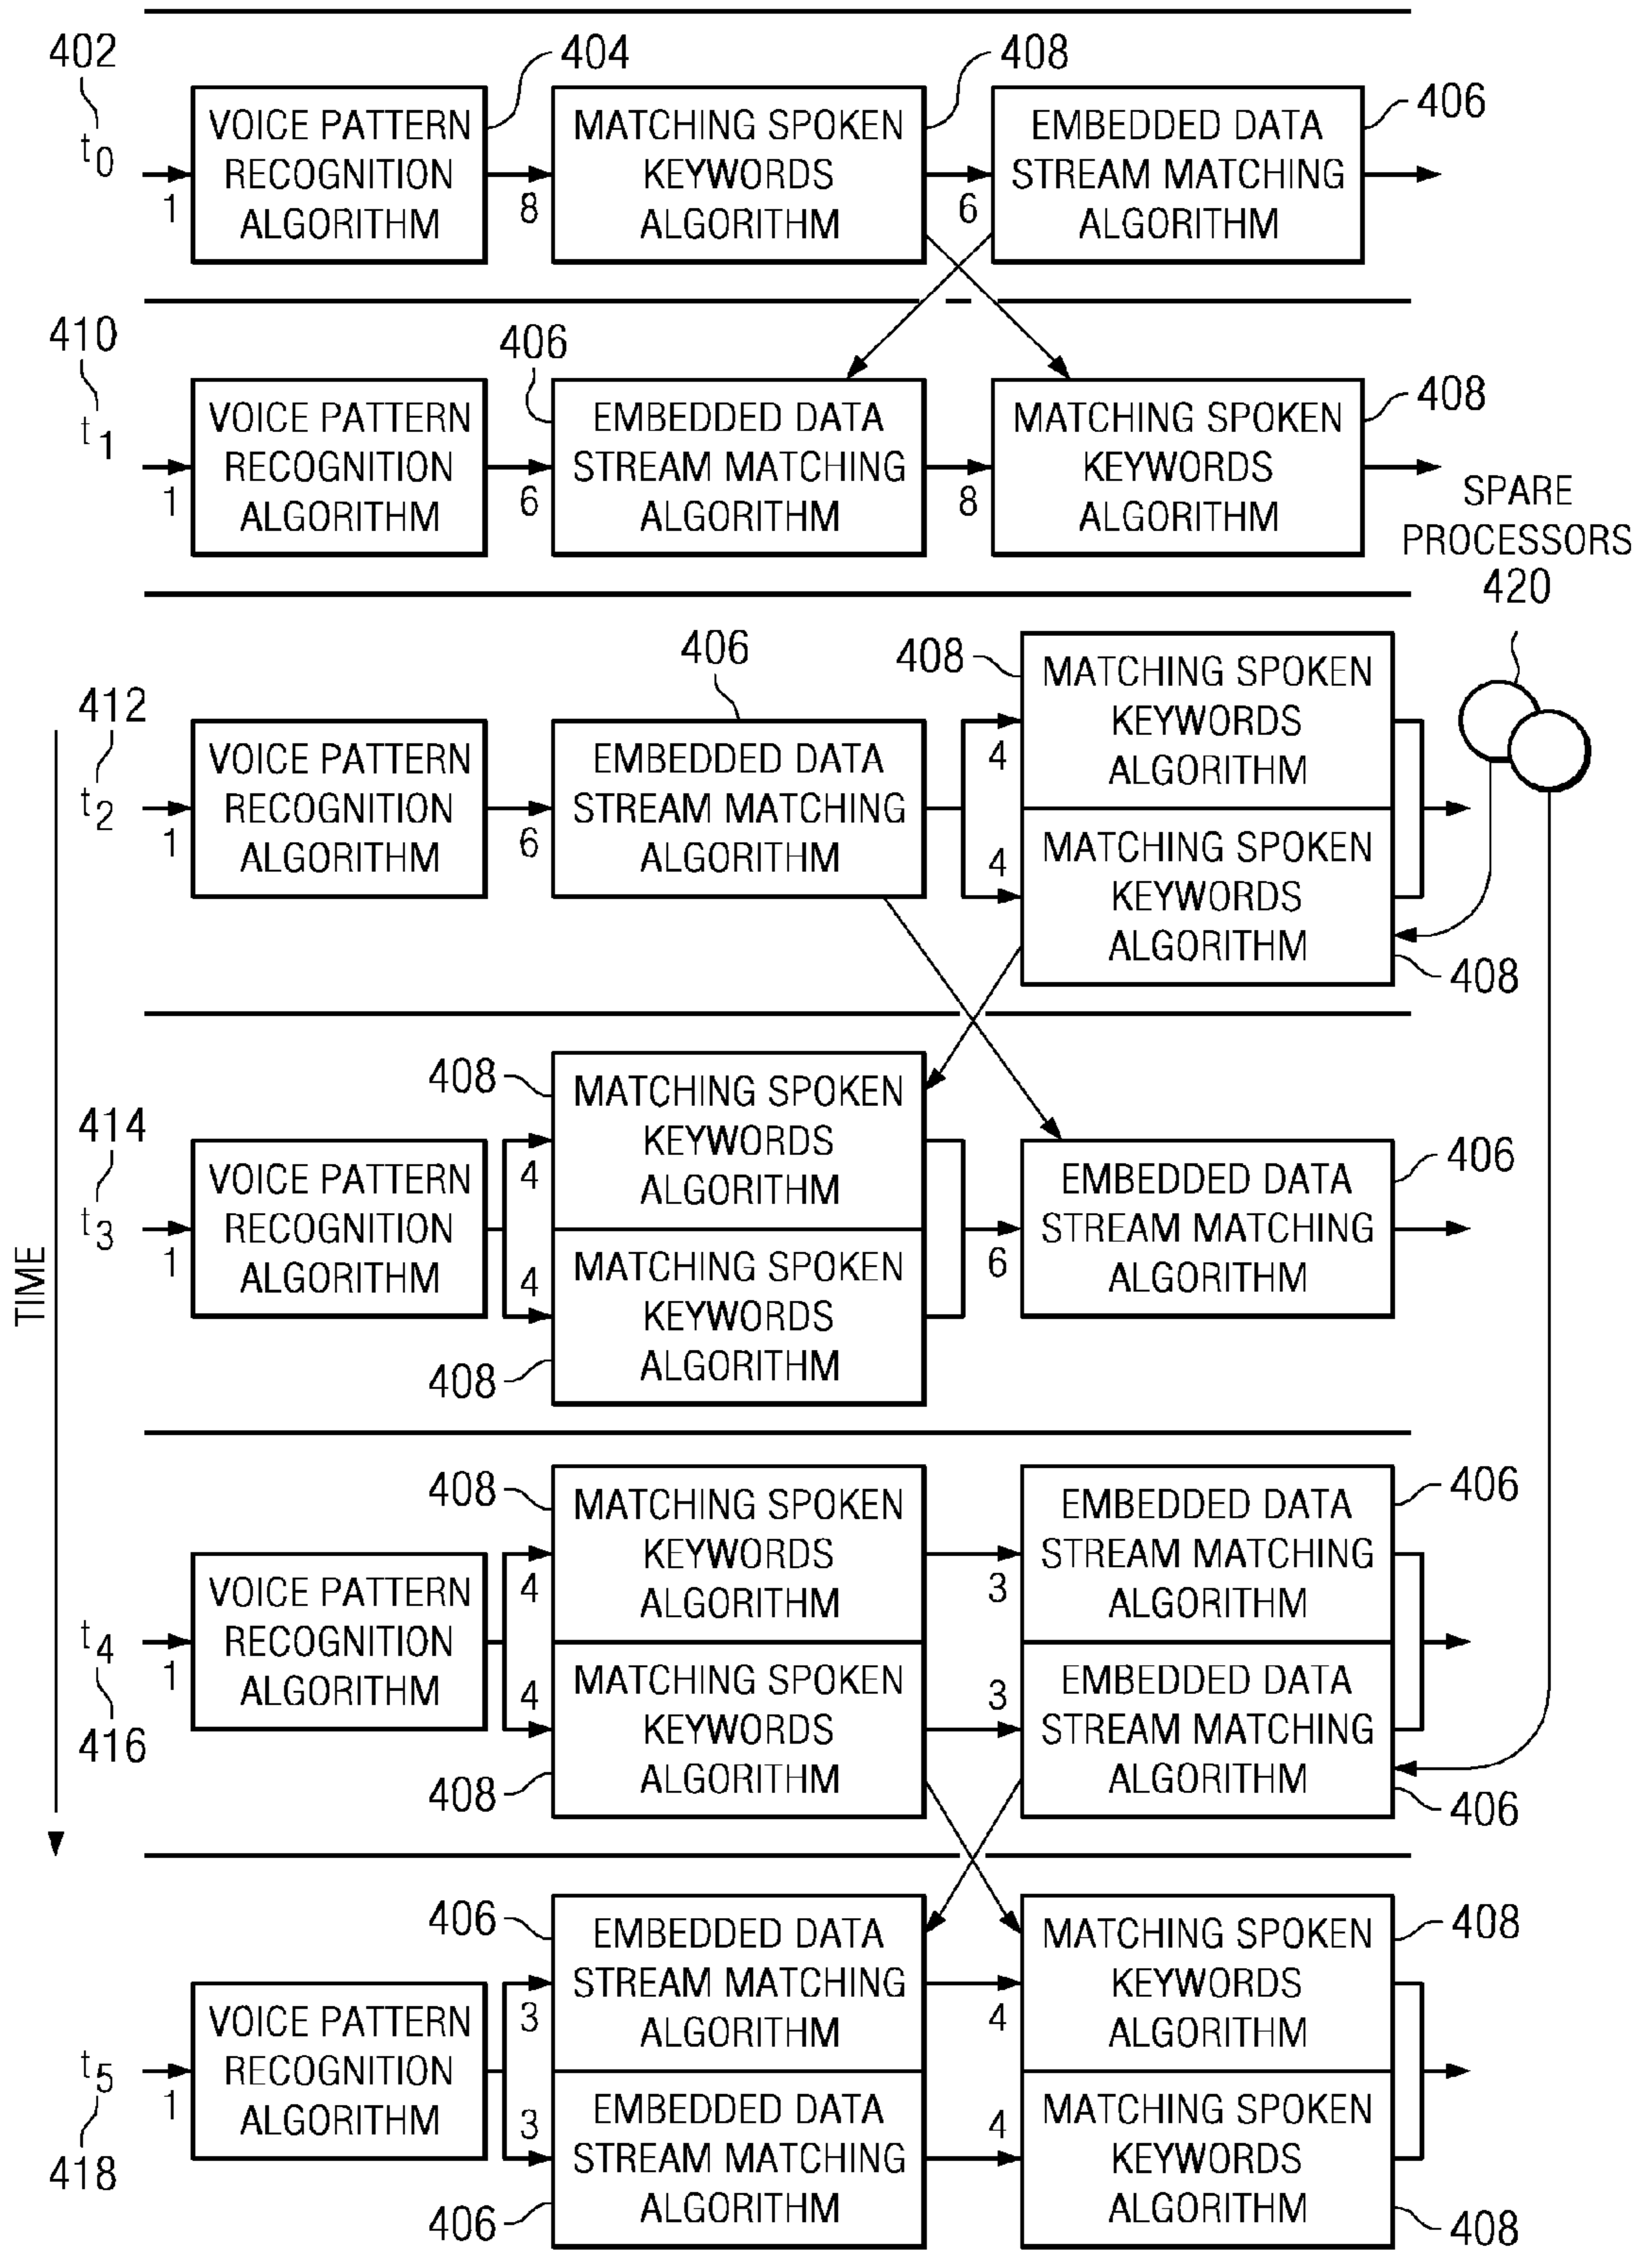 402
404
408
406
t0
VOICE PATTERN
RECOGNITION
ALGORITHM
MATCHING SPOKEN
KEYWORDS
ALGORITHM
EMBEDDED DATA
STREAM MATCHING
ALGORITHM
1
8
6
410
406
408
t1
VOICE PATTERN
RECOGNITION
ALGORITHM
EMBEDDED DATA
STREAM MATCHING
ALGORITHM
MATCHING SPOKEN
KEYWORDS
ALGORITHM
1
6
8
SPARE
PROCESSORS
420
406
408
412
t2
VOICE PATTERN
RECOGNITION
ALGORITHM
EMBEDDED DATA
STREAM MATCHING
ALGORITHM
MATCHING SPOKEN
KEYWORDS
ALGORITHM
MATCHING SPOKEN
KEYWORDS
ALGORITHM
1
6
4
4
408
TIME
414
408
406
t3
VOICE PATTERN
RECOGNITION
ALGORITHM
MATCHING SPOKEN
KEYWORDS
ALGORITHM
MATCHING SPOKEN
KEYWORDS
ALGORITHM
EMBEDDED DATA
STREAM MATCHING
ALGORITHM
1
4
4
6
408
408
406
t4
VOICE PATTERN
RECOGNITION
ALGORITHM
MATCHING SPOKEN
KEYWORDS
ALGORITHM
MATCHING SPOKEN
KEYWORDS
ALGORITHM
EMBEDDED DATA
STREAM MATCHING
ALGORITHM
EMBEDDED DATA
STREAM MATCHING
ALGORITHM
1
4
4
3
3
416
408
406
406
408
t5
VOICE PATTERN
RECOGNITION
ALGORITHM
EMBEDDED DATA
STREAM MATCHING
ALGORITHM
EMBEDDED DATA
STREAM MATCHING
ALGORITHM
MATCHING SPOKEN
KEYWORDS
ALGORITHM
MATCHING SPOKEN
KEYWORDS
ALGORITHM
1
3
3
4
4
418
406
408